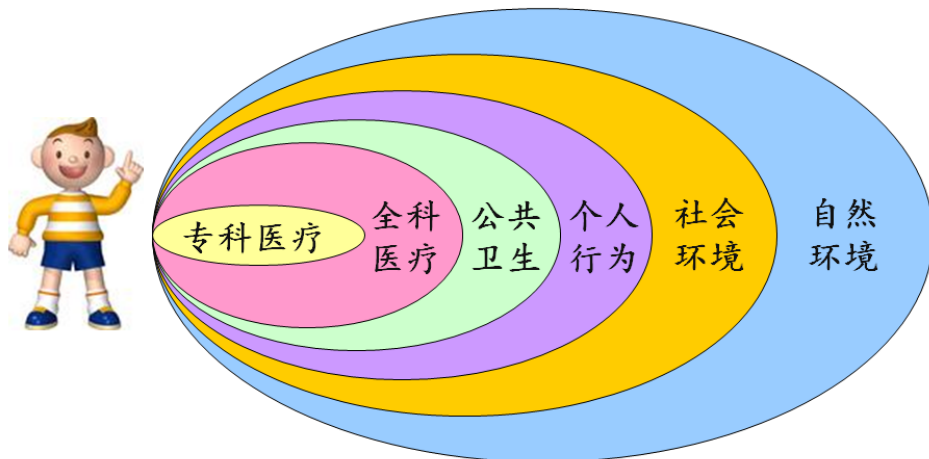 专科医疗
全科
医疗
公共
卫生
个人
行为
社会
环境
自然
环境